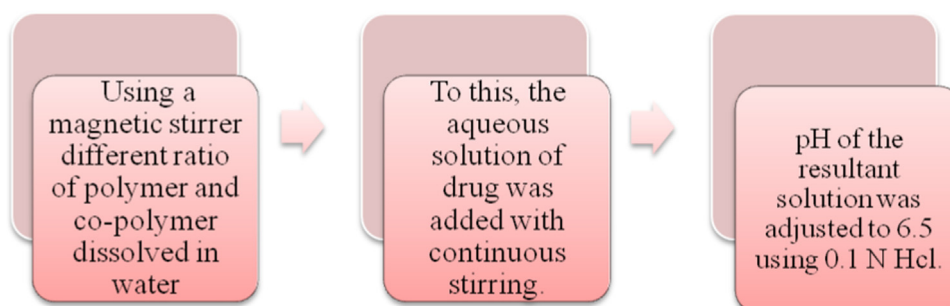 Using a
magnetic stirrer
different ratio
of polymer and
co-polymer
dissolved in
water
To this, the
aqueous
solution of
drug was
added with
continuous
stirring.
pH of the
resultant
solution was
adjusted to 6.5
using 0.1 N Hcl.